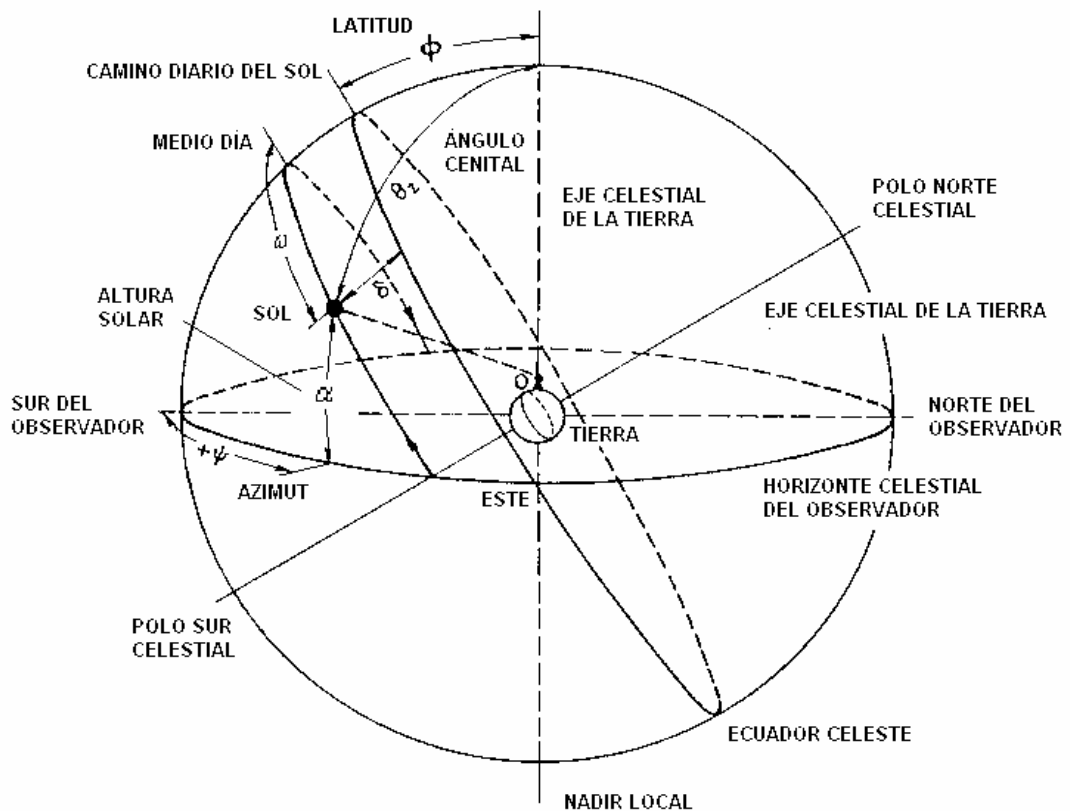 LATITUD
ϕ
CAMINO DIARIO DEL SOL
MEDIO DÍA
ÁNGULO
CENITAL
θz
EJE CELESTIAL
DE LA TIERRA
POLO NORTE
CELESTIAL
ω
δ
ALTURA
SOLAR
SOL
EJE CELESTIAL DE LA TIERRA
α
O
SUR DEL
OBSERVADOR
TIERRA
NORTE DEL
OBSERVADOR
+ψ
AZIMUT
ESTE
HORIZONTE CELESTIAL
DEL OBSERVADOR
POLO SUR
CELESTIAL
ECUADOR CELESTE
NADIR LOCAL